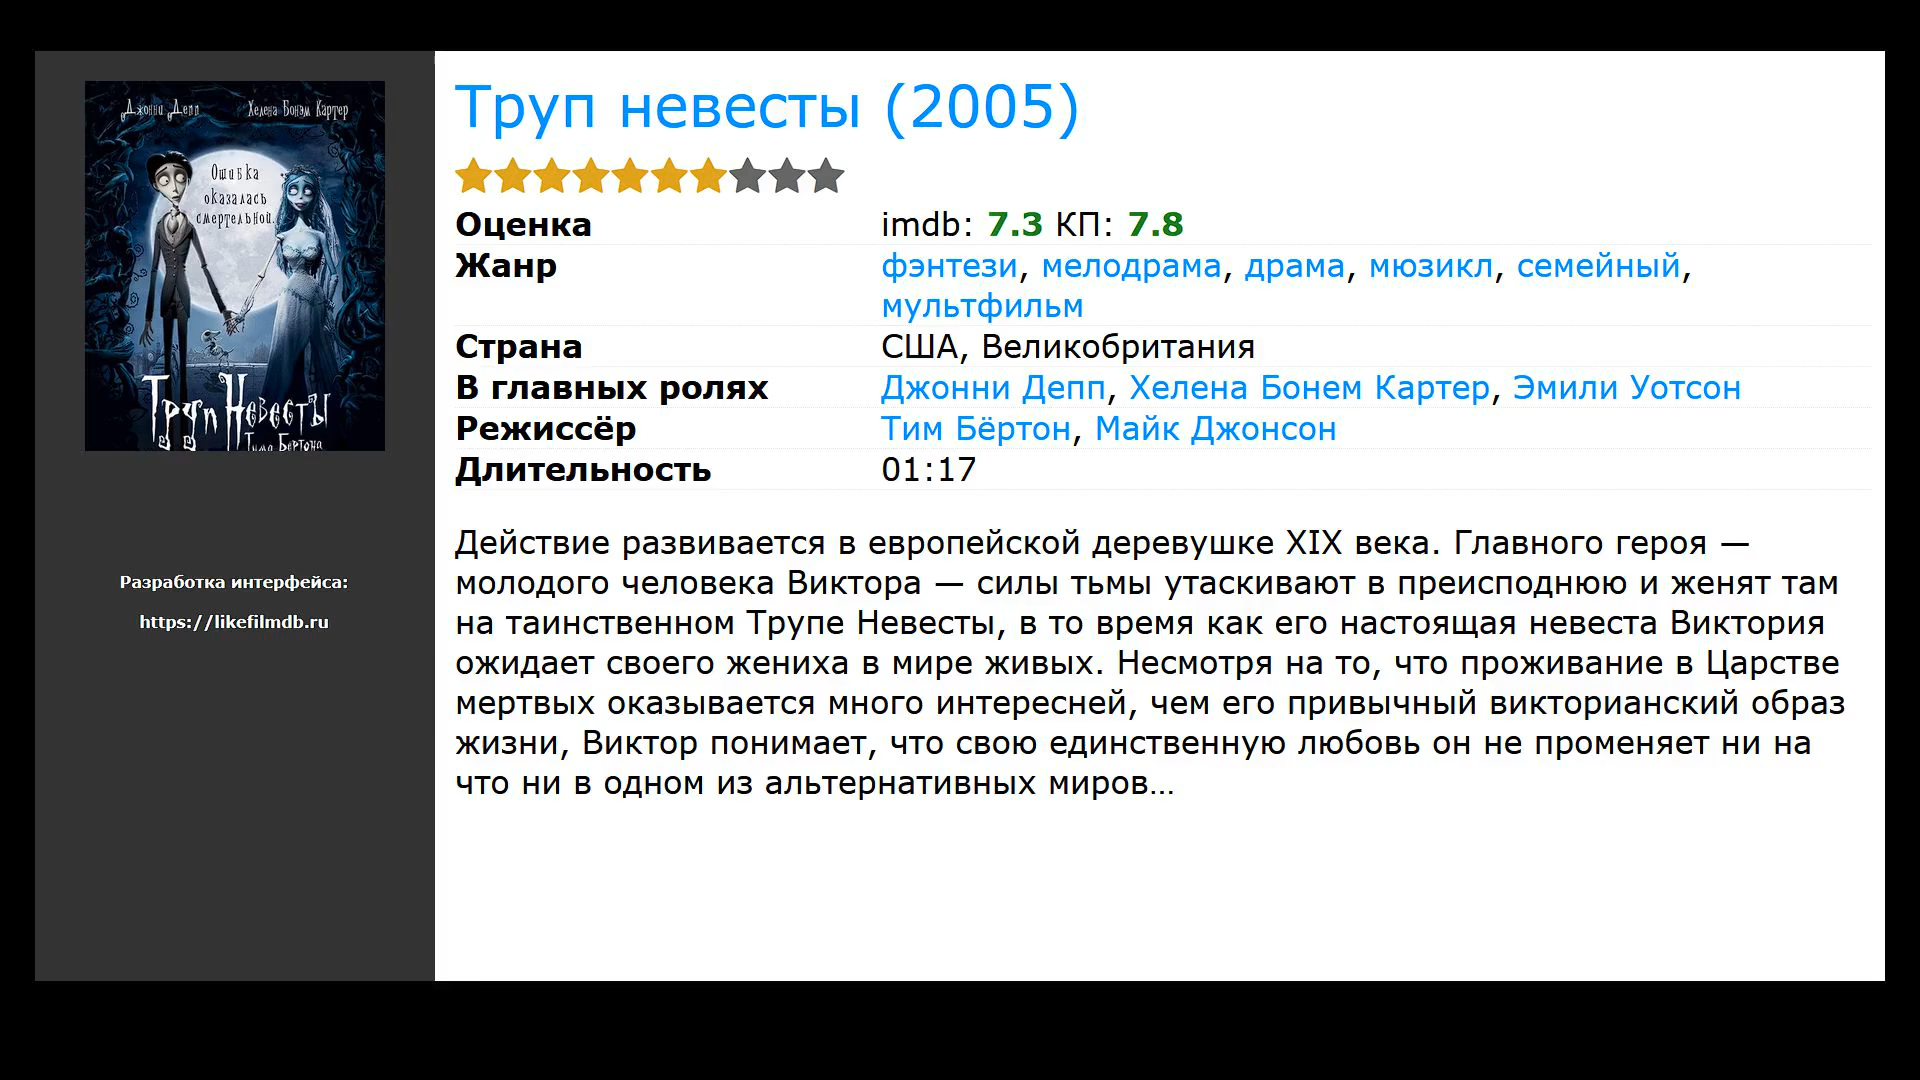 Джонни Депп Хелена Бонэм Картер
Ошибка
оказалась
смертельной.
Труп Невесты
Тима Бертона
Разработка интерфейса:
https://likefilmdb.ru
Труп невесты (2005)
Оценка imdb: 7.3 КП: 7.8
Жанр фэнтези, мелодрама, драма, мюзикл, семейный,
мультфильм
Страна США, Великобритания
В главных ролях Джонни Депп, Хелена Бонем Картер, Эмили Уотсон
Режиссёр Тим Бёртон, Майк Джонсон
Длительность 01:17
Действие развивается в европейской деревушке XIX века. Главного героя —
молодого человека Виктора — силы тьмы утаскивают в преисподнюю и женят там
на таинственном Трупе Невесты, в то время как его настоящая невеста Виктория
ожидает своего жениха в мире живых. Несмотря на то, что проживание в Царстве
мертвых оказывается много интересней, чем его привычный викторианский образ
жизни, Виктор понимает, что свою единственную любовь он не променяет ни на
что ни в одном из альтернативных миров…